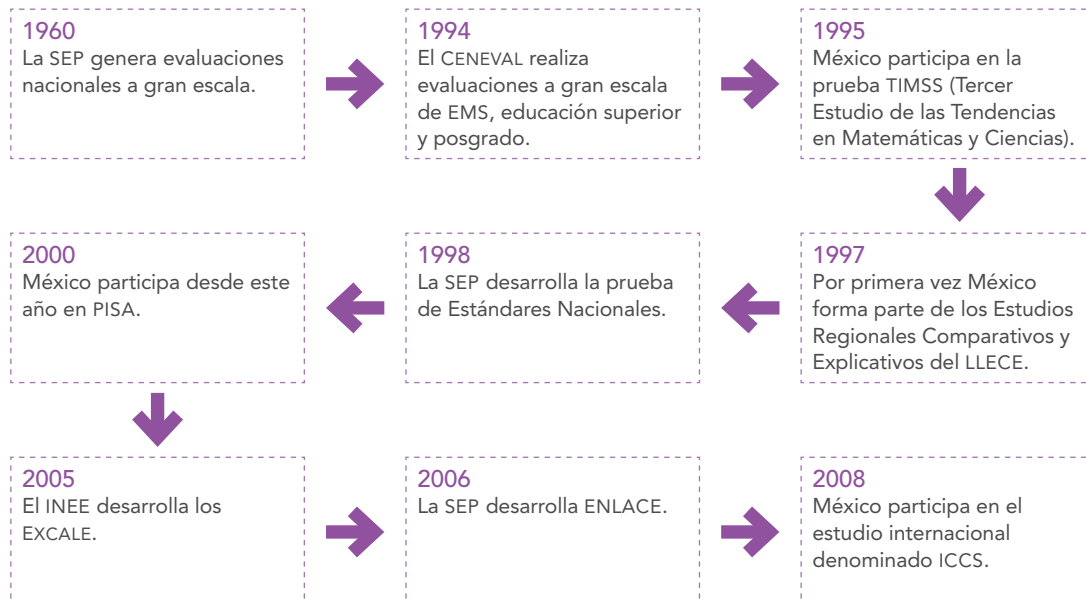 1960
La SEP genera evaluaciones
nacionales a gran escala.
1994
El CENEVAL realiza
evaluaciones a gran escala
de EMS, educación superior
y posgrado.
1995
México participa en la
prueba TIMSS (Tercer
Estudio de las Tendencias
en Matemáticas y Ciencias).
1997
Por primera vez México
forma parte de los Estudios
Regionales Comparativos y
Explicativos del LLECE.
1998
La SEP desarrolla la prueba
de Estándares Nacionales.
2000
México participa desde este
año en PISA.
2005
El INEE desarrolla los
EXCALE.
2006
La SEP desarrolla ENLACE.
2008
México participa en el
estudio internacional
denominado ICCS.